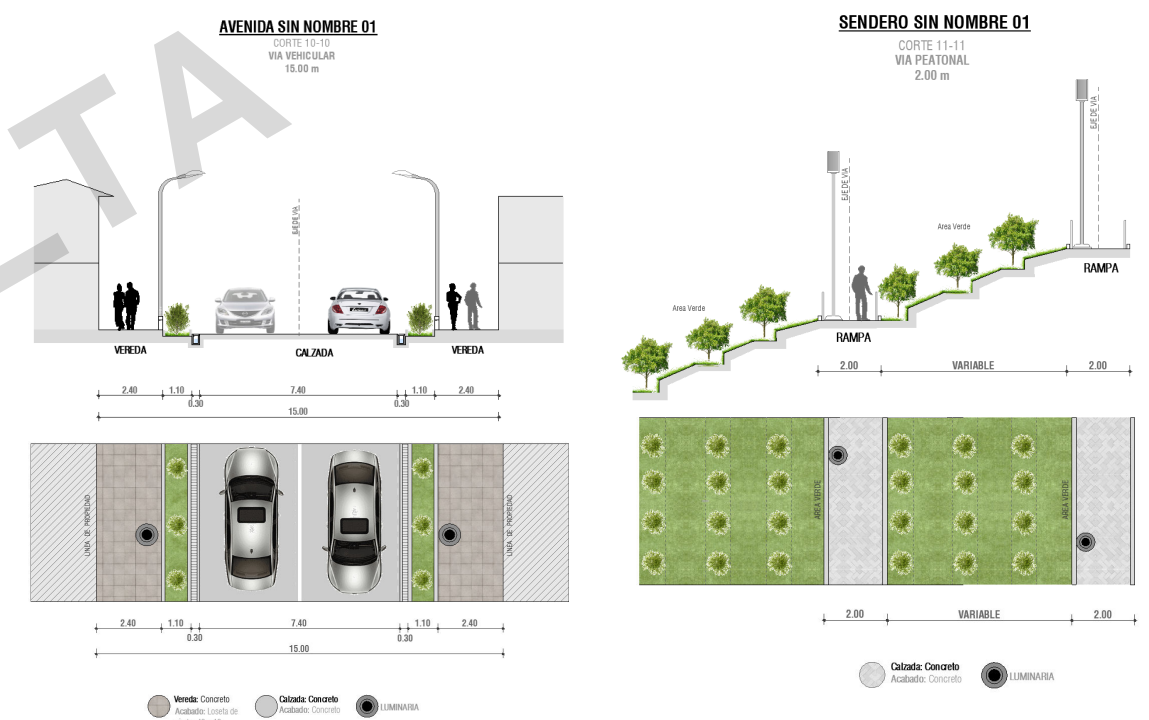 AVENIDA SIN NOMBRE 01
CORTE 10-10
VIA VEHICULAR
15.00 m
LTA
EJE DE VIA
VEREDA
CALZADA
VEREDA
2.40
1.10
7.40
1.10
2.40
0.30
0.30
15.00
LINEA DE PROPIEDAD
LINEA DE PROPIEDAD
2.40
1.10
7.40
1.10
2.40
0.30
0.30
15.00
Vereda: Concreto
Acabado: Loseta de
Calzada: Concreto
Acabado: Concreto
LUMINARIA
SENDERO SIN NOMBRE 01
CORTE 11-11
VIA PEATONAL
2.00 m
EJE DE VIA
EJE DE VIA
Area Verde
RAMPA
Area Verde
RAMPA
2.00
VARIABLE
2.00
AREA VERDE
AREA VERDE
2.00
VARIABLE
2.00
Calzada: Concreto
Acabado: Concreto
LUMINARIA